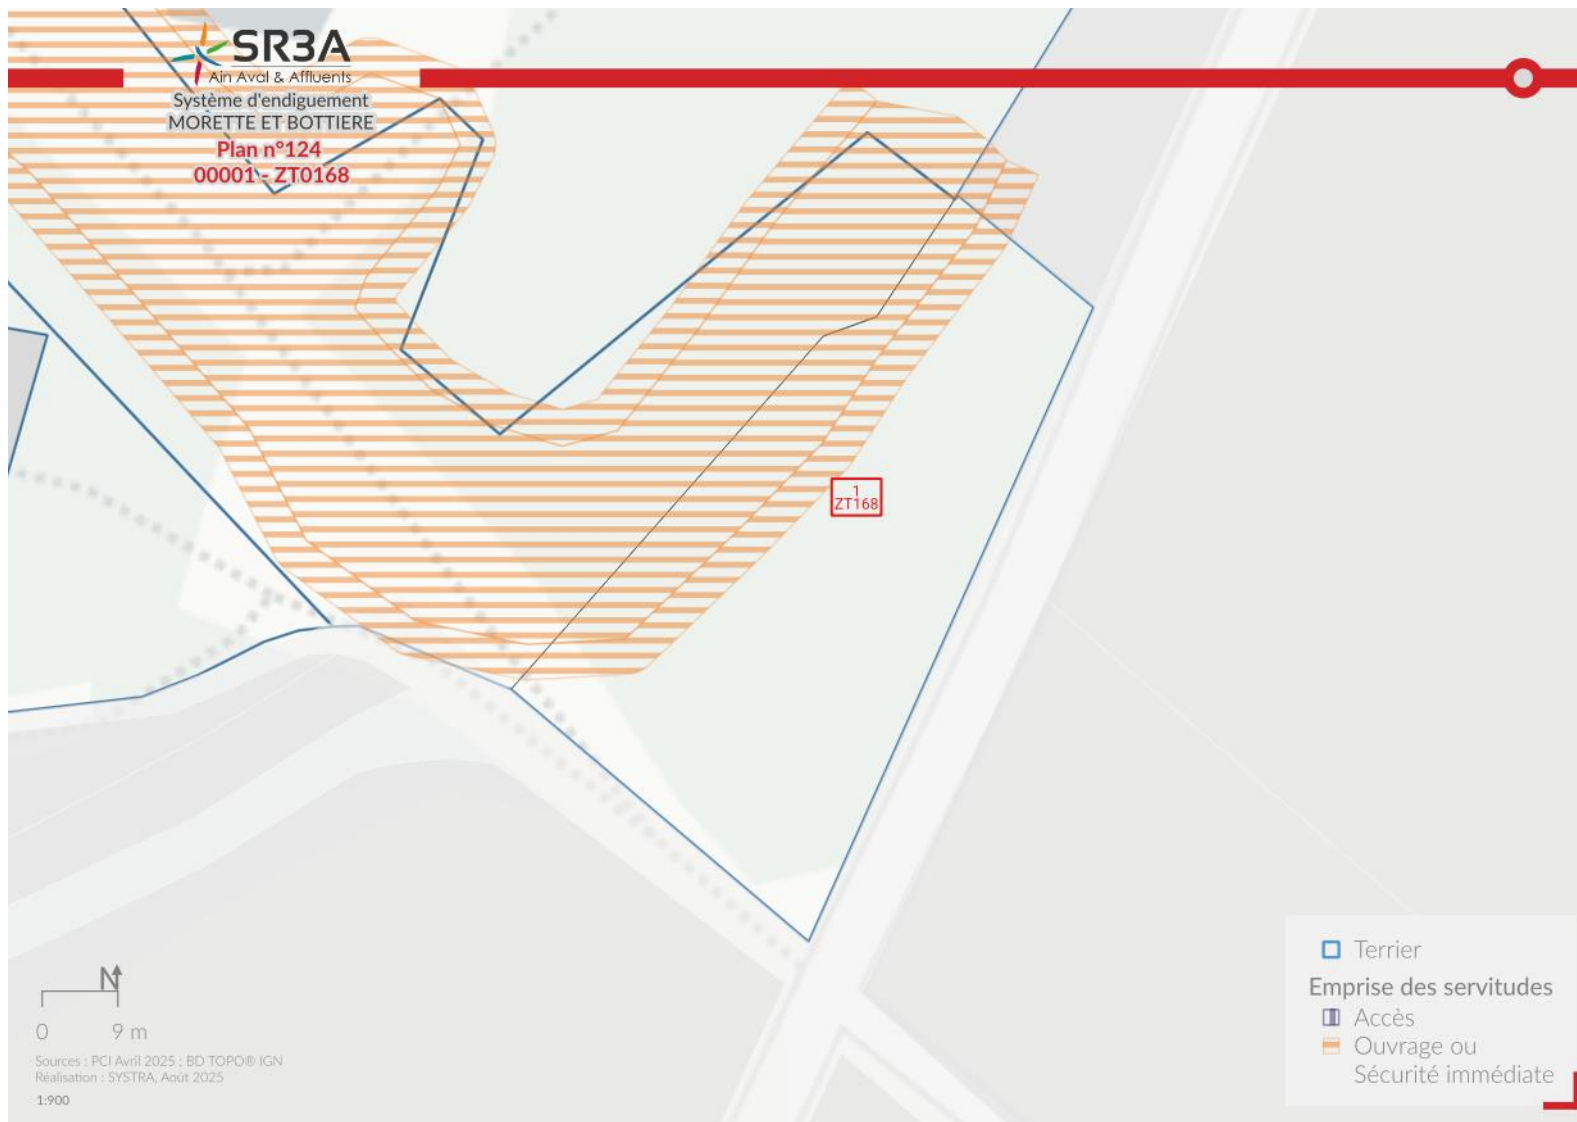 SR3A
Ain Aval & Affluents
Système d'endiguement
MORETTE ET BOTTIERE
Plan n°124
00001 - ZT0168
1
ZT168
N
0 9 m
Sources : PCI Avril 2025 ; BD TOPO® IGN
Réalisation : SYSTRA, Août 2025
1:900
Terrier
Emprise des servitudes
Accès
Ouvrage ou
Sécurité immédiate